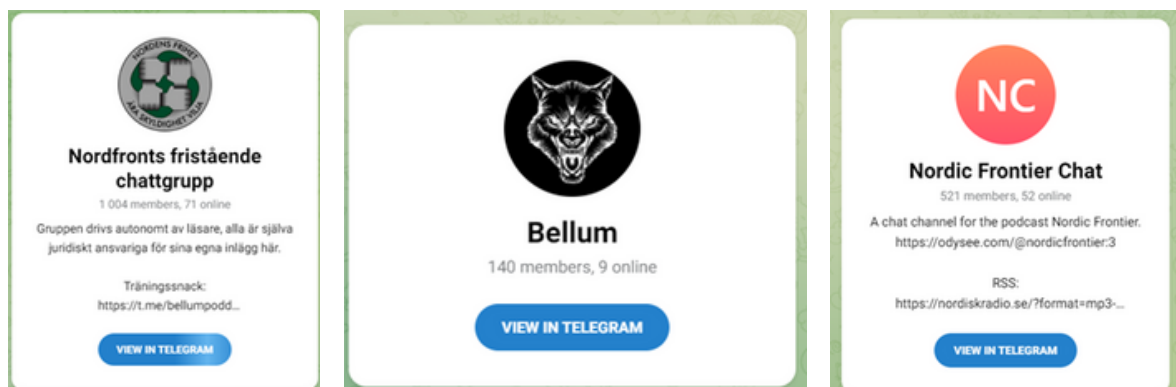 NORDENS FRIHET
ÄRA SKYLDIGHET VILJA
Nordfronts fristående
chattgrupp
1 004 members, 71 online
Gruppen drivs autonomt av läsare, alla är själva
juridiskt ansvariga för sina egna inlägg här.
Träningssnack:
https://t.me/bellumpodd...
VIEW IN TELEGRAM
Bellum
140 members, 9 online
VIEW IN TELEGRAM
NC
Nordic Frontier Chat
521 members, 52 online
A chat channel for the podcast Nordic Frontier.
https://odysee.com/@nordicfrontier:3
RSS:
https://nordiskradio.se/?format=mp3-...
VIEW IN TELEGRAM